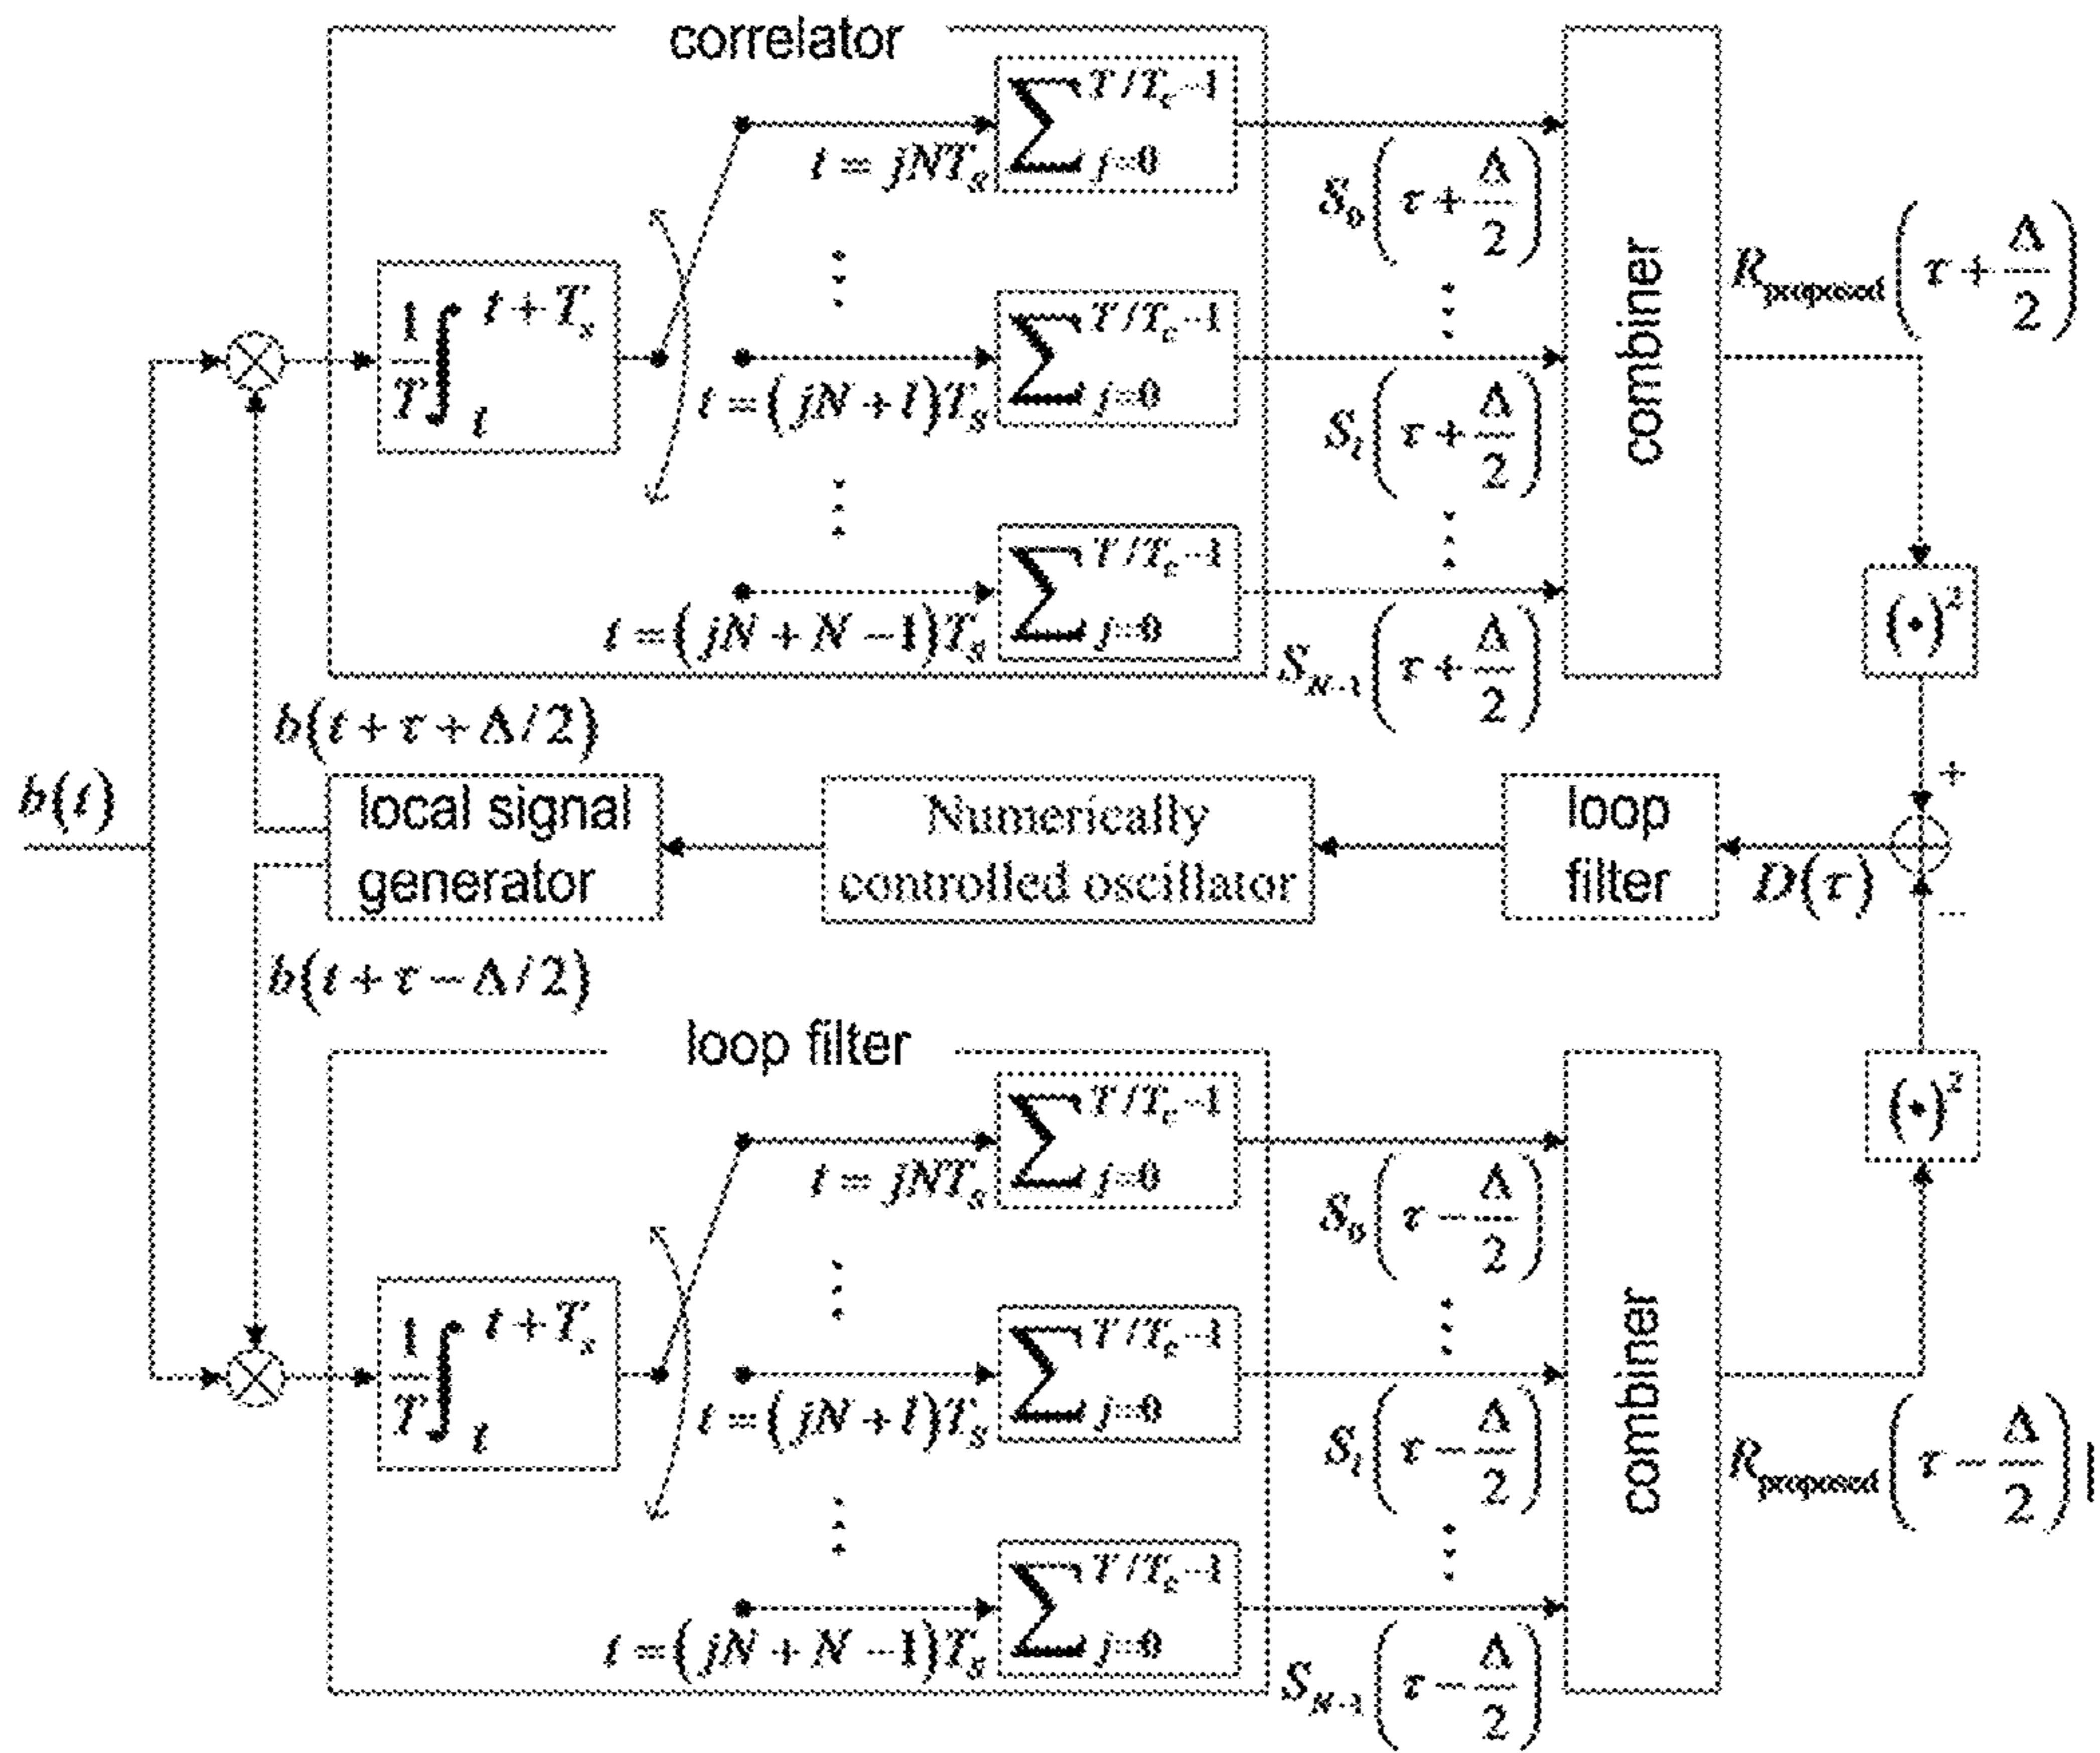 correlator
∑_{j=0}^{T/T_c-1}
t = jNT_s
S_0(τ + Δ/2)
R_proposed(τ + Δ/2)
1/T ∫_t^{t+T_s}
∑_{j=0}^{T/T_c-1}
t = (jN + l)T_s
S_l(τ + Δ/2)
combiner
∑_{j=0}^{T/T_c-1}
t = (jN + N - 1)T_s
S_{N-1}(τ + Δ/2)
(•)^2
b(t + τ + Δ/2)
+
b(t)
local signal
generator
Numerically
controlled oscillator
loop
filter
D(τ)
-
b(t + τ - Δ/2)
loop filter
∑_{j=0}^{T/T_c-1}
t = jNT_s
S_0(τ - Δ/2)
(•)^2
1/T ∫_t^{t+T_s}
∑_{j=0}^{T/T_c-1}
t = (jN + l)T_s
S_l(τ - Δ/2)
combiner
R_proposed(τ - Δ/2)|
∑_{j=0}^{T/T_c-1}
t = (jN + N - 1)T_s
S_{N-1}(τ - Δ/2)